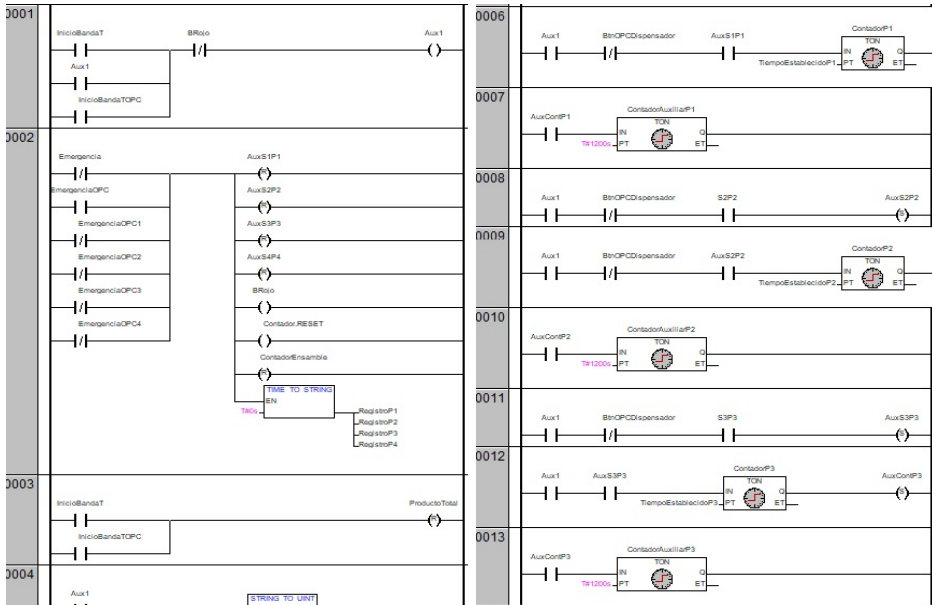 0001
InicioBandaT BRojo Aux1
Aux1
InicioBandaTOPC
0002
Emergencia AuxS1P1
R
EmergenciaOPC AuxS2P2
R
EmergenciaOPC1 AuxS3P3
R
EmergenciaOPC2 AuxS4P4
R
EmergenciaOPC3 BRojo
EmergenciaOPC4 Contador.RESET
ContadorEnsamble
R
TIME TO STRING
EN
T#0s RegistroP1
RegistroP2
RegistroP3
RegistroP4
0003
InicioBandaT ProductoTotal
R
InicioBandaTOPC
0004
Aux1 STRING TO UINT
0006
Aux1 BtnOPCDispensador AuxS1P1 ContadorP1
TON
IN Q
TiempoEstablecidoP1 PT ET
0007
AuxContP1 ContadorAuxiliarP1
TON
IN Q
T#1200s PT ET
0008
Aux1 BtnOPCDispensador S2P2 AuxS2P2
S
0009
Aux1 BtnOPCDispensador AuxS2P2 ContadorP2
TON
IN Q
TiempoEstablecidoP2 PT ET
0010
AuxContP2 ContadorAuxiliarP2
TON
IN Q
T#1200s PT ET
0011
Aux1 BtnOPCDispensador S3P3 AuxS3P3
S
0012
Aux1 AuxS3P3 ContadorP3 AuxContP3
TON
IN Q S
TiempoEstablecidoP3 PT ET
0013
AuxContP3 ContadorAuxiliarP3
TON
IN Q
T#1200s PT ET